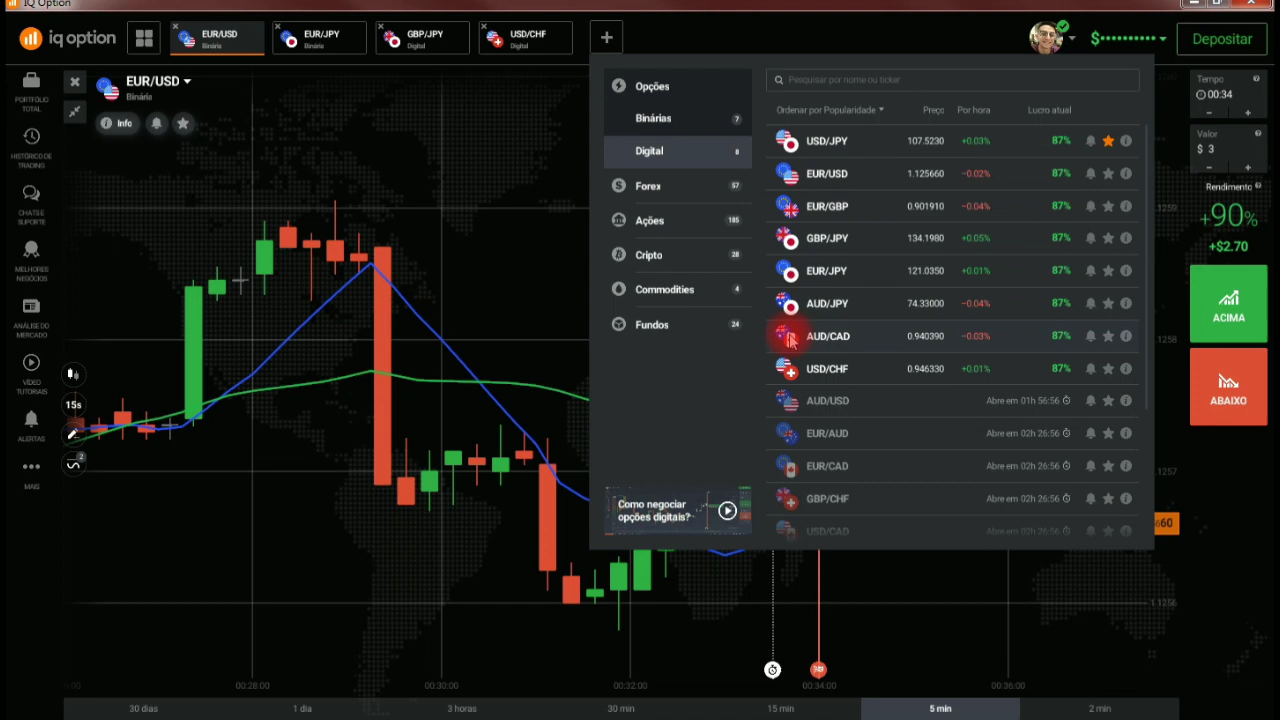 IQ Option
iq option
EUR/USD
Binária
EUR/JPY
Binária
GBP/JPY
Digital
USD/CHF
Digital
+
$•••••••••••
Depositar
PORTFÓLIO
TOTAL
HISTÓRICO DE
TRADING
CHATS E
SUPORTE
MELHORES
NEGÓCIOS
ANÁLISE DO
MERCADO
VÍDEO
TUTORIAIS
ALERTAS
MAIS
EUR/USD
Binária
Info
15s
2
Opções
Binárias 7
Digital 8
Forex 57
Ações 185
Cripto 28
Commodities 4
Fundos 24
Como negociar
opções digitais?
Pesquisar por nome ou ticker
Ordenar por Popularidade Preço Por hora Lucro atual
USD/JPY 107.5230 +0.03% 87%
EUR/USD 1.125660 −0.02% 87%
EUR/GBP 0.901910 −0.04% 87%
GBP/JPY 134.1980 +0.05% 87%
EUR/JPY 121.0350 +0.01% 87%
AUD/JPY 74.33000 −0.04% 87%
AUD/CAD 0.940390 −0.03% 87%
USD/CHF 0.946330 +0.01% 87%
AUD/USD Abre em 01h 56:56
EUR/AUD Abre em 02h 26:56
EUR/CAD Abre em 02h 26:56
GBP/CHF Abre em 02h 26:56
USD/CAD Abre em 02h 26:56
Tempo
00:34
− +
Valor
$ 3
− +
Rendimento
+90%
+$2.70
ACIMA
ABAIXO
1.1256
00:28:00
00:30:00
00:32:00
00:34:00
00:36:00
30 dias
1 dia
3 horas
30 min
15 min
5 min
2 min